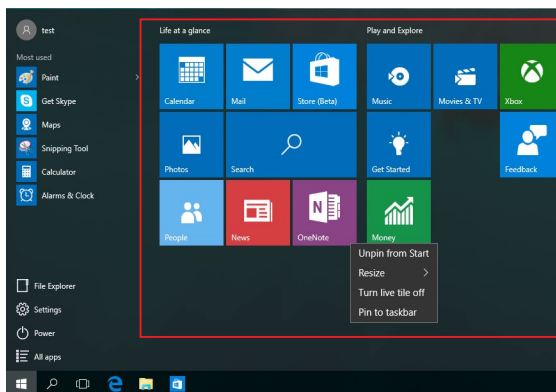 test
Most used
Paint
Get Skype
Maps
Snipping Tool
Calculator
Alarms & Clock
File Explorer
Settings
Power
All apps
Life at a glance
Calendar
Mail
Store (Beta)
Photos
Search
People
News
OneNote
Play and Explore
Music
Movies & TV
Xbox
Get Started
Feedback
Money
Unpin from Start
Resize
Turn live tile off
Pin to taskbar